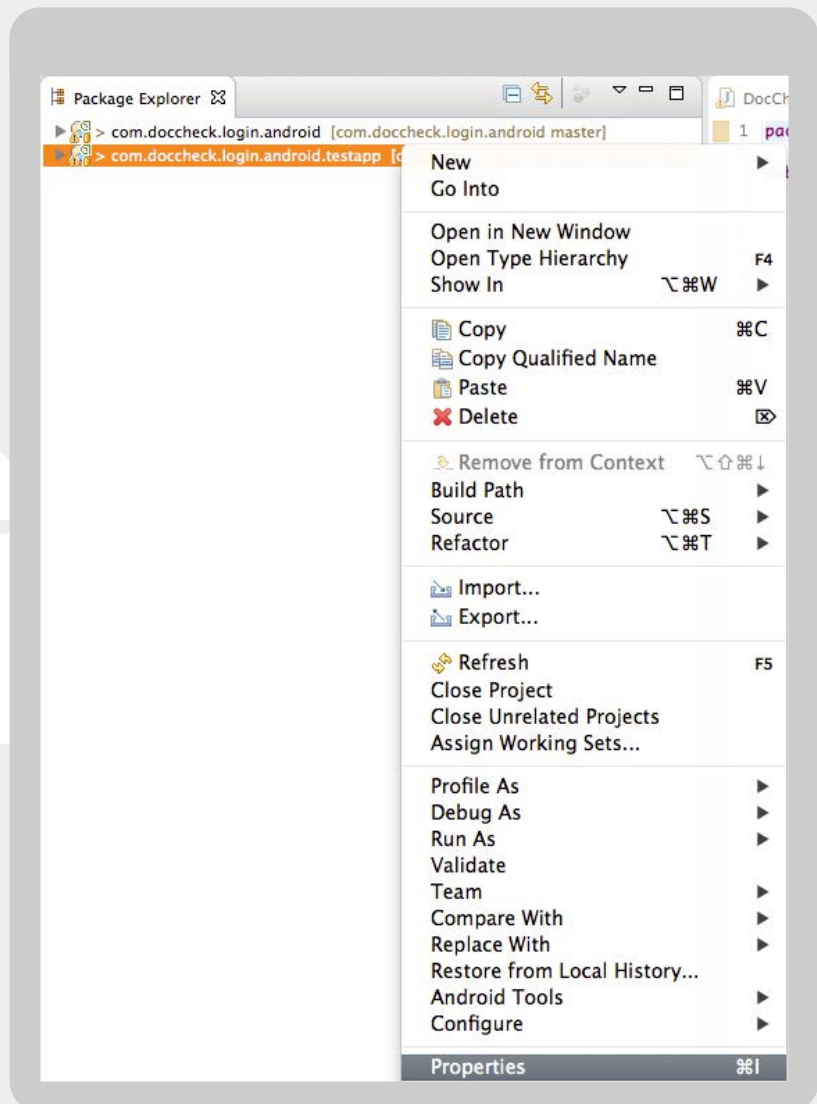 Package Explorer
DocCh
> com.doccheck.login.android [com.doccheck.login.android master]
1
> com.doccheck.login.android.testapp
New
Go Into
Open in New Window
Open Type Hierarchy F4
Show In ⌥⌘W
Copy ⌘C
Copy Qualified Name
Paste ⌘V
Delete ⌦
Remove from Context ⌥⇧⌘↓
Build Path
Source ⌥⌘S
Refactor ⌥⌘T
Import...
Export...
Refresh F5
Close Project
Close Unrelated Projects
Assign Working Sets...
Profile As
Debug As
Run As
Validate
Team
Compare With
Replace With
Restore from Local History...
Android Tools
Configure
Properties ⌘I